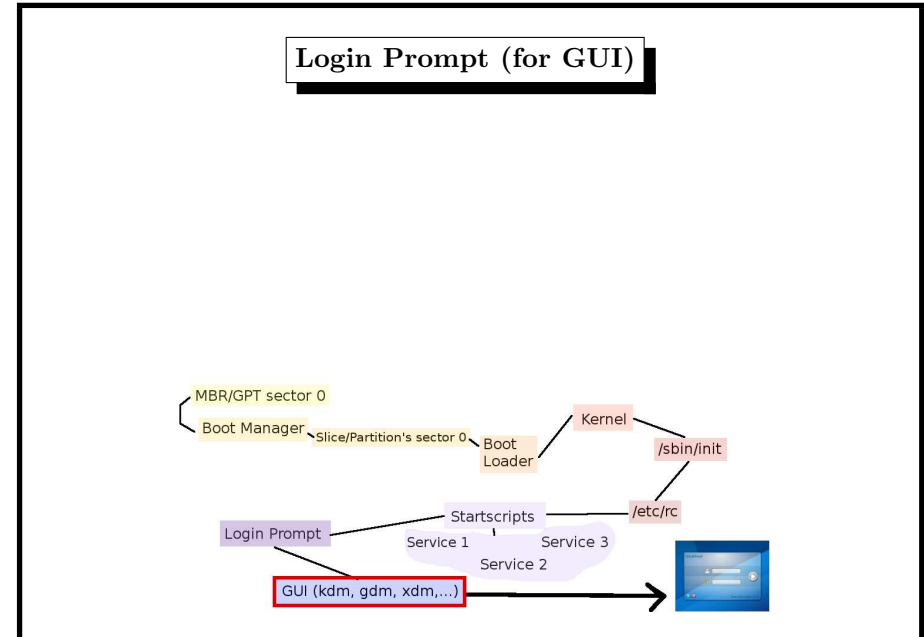 Login Prompt (for GUI)
MBR/GPT sector 0
Boot Manager
Slice/Partition's sector 0
Boot
Loader
Kernel
/sbin/init
/etc/rc
Startscripts
Service 1
Service 2
Service 3
Login Prompt
GUI (kdm, gdm, xdm,...)